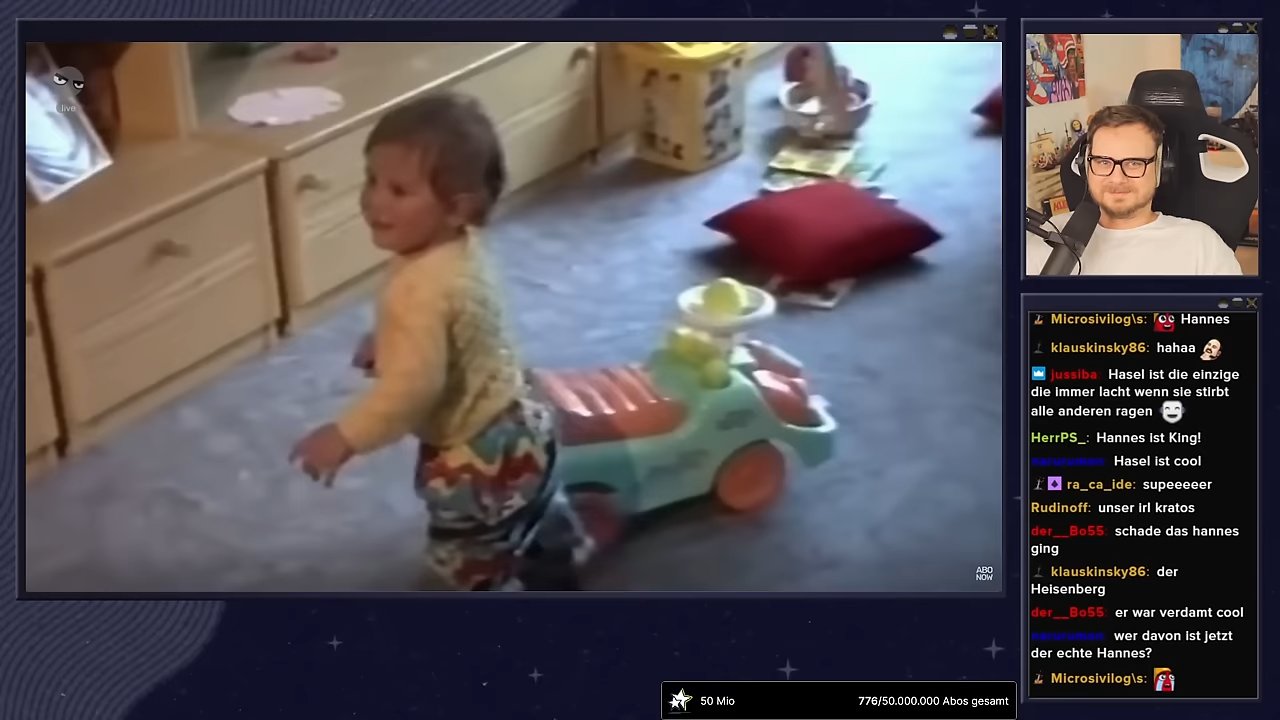 live
ABO
NOW
Microsivilog\s: Hannes
klauskinsky86: hahaa
jussiba: Hasel ist die einzige
die immer lacht wenn sie stirbt
alle anderen ragen
HerrPS_: Hannes ist King!
Hasel ist cool
ra_ca_ide: supeeeeer
Rudinoff: unser irl kratos
der__Bo55: schade das hannes
ging
klauskinsky86: der
Heisenberg
der__Bo55: er war verdamt cool
wer davon ist jetzt
der echte Hannes?
Microsivilog\s:
50 Mio
776/50.000.000 Abos gesamt